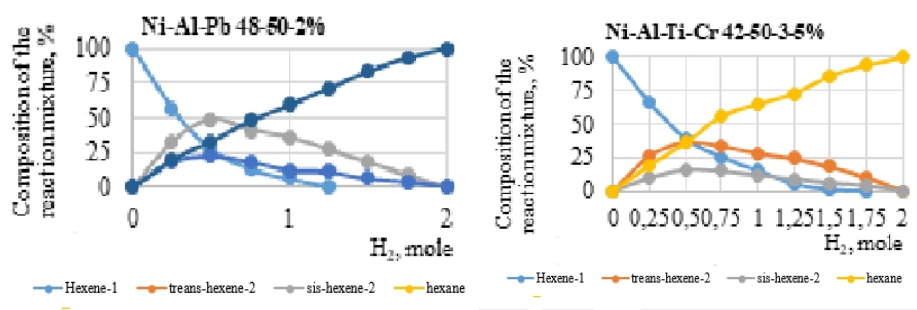 Ni-Al-Pb 48-50-2%
Composition of the
reaction mixture, %
100
75
50
25
0
0
1
2
H₂, mole
Hexene-1
trans-hexene-2
sis-hexene-2
hexane
Ni-Al-Ti-Cr 42-50-3-5%
Composition of the
reaction mixture,, %
100
75
50
25
0
0 0,25 0,50 0,75 1 1,25 1,5 1,75 2
H₂, mole
Hexene-1
trans-hexene-2
sis-hexene-2
hexane